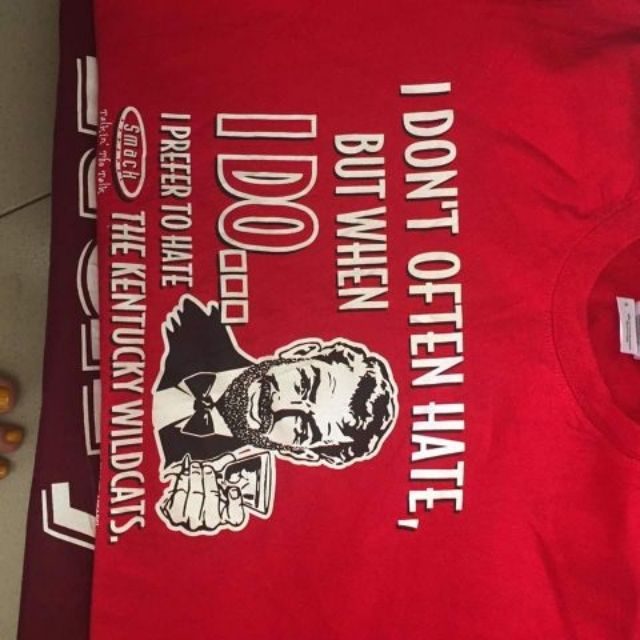 I DON'T OFTEN HATE,
BUT WHEN
I DO...
I PREFER TO HATE
THE KENTUCKY WILDCATS.
Smack
Talkin' The Talk